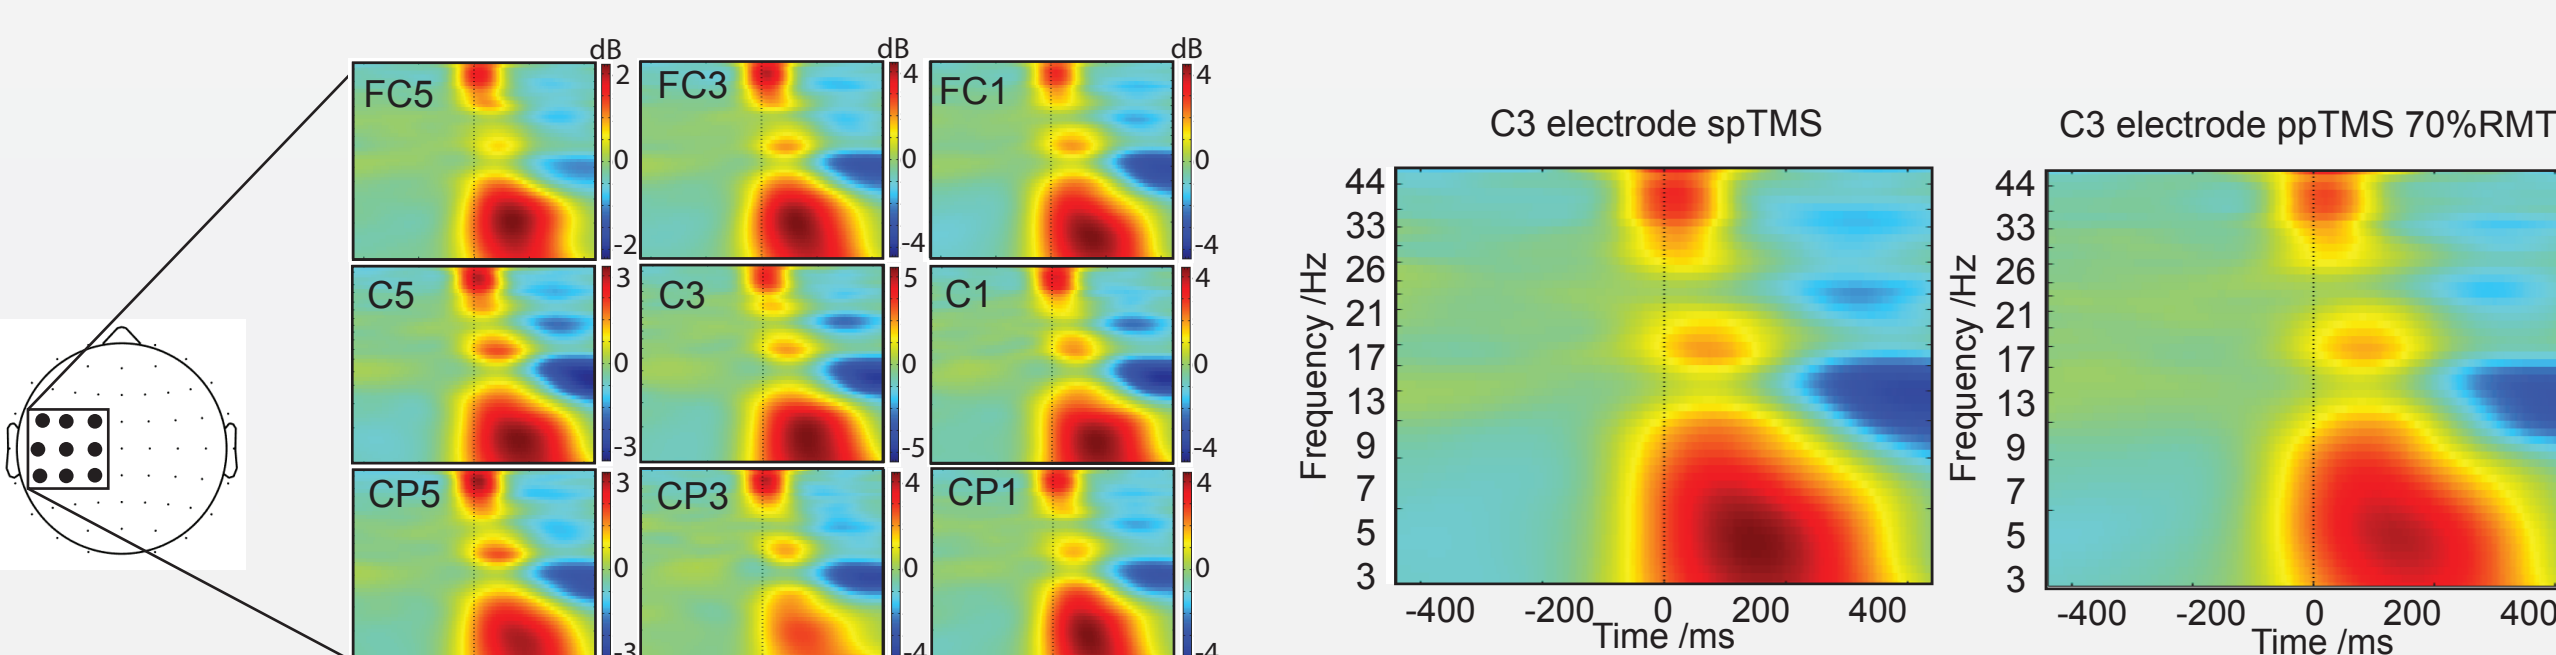 dB dB dB
FC5 2 0 -2 FC3 4 0 -4 FC1 4 0 -4
C5 3 0 -3 C3 5 0 -5 C1 4 0 -4
CP5 3 0 -3 CP3 4 0 -4 CP1 4 0 -4
C3 electrode spTMS
Frequency /Hz
44
33
26
21
17
13
9
7
5
3
-400 -200 0 200 400
Time /ms
C3 electrode ppTMS 70%RMT
Frequency /Hz
44
33
26
21
17
13
9
7
5
3
-400 -200 0 200 400
Time /ms